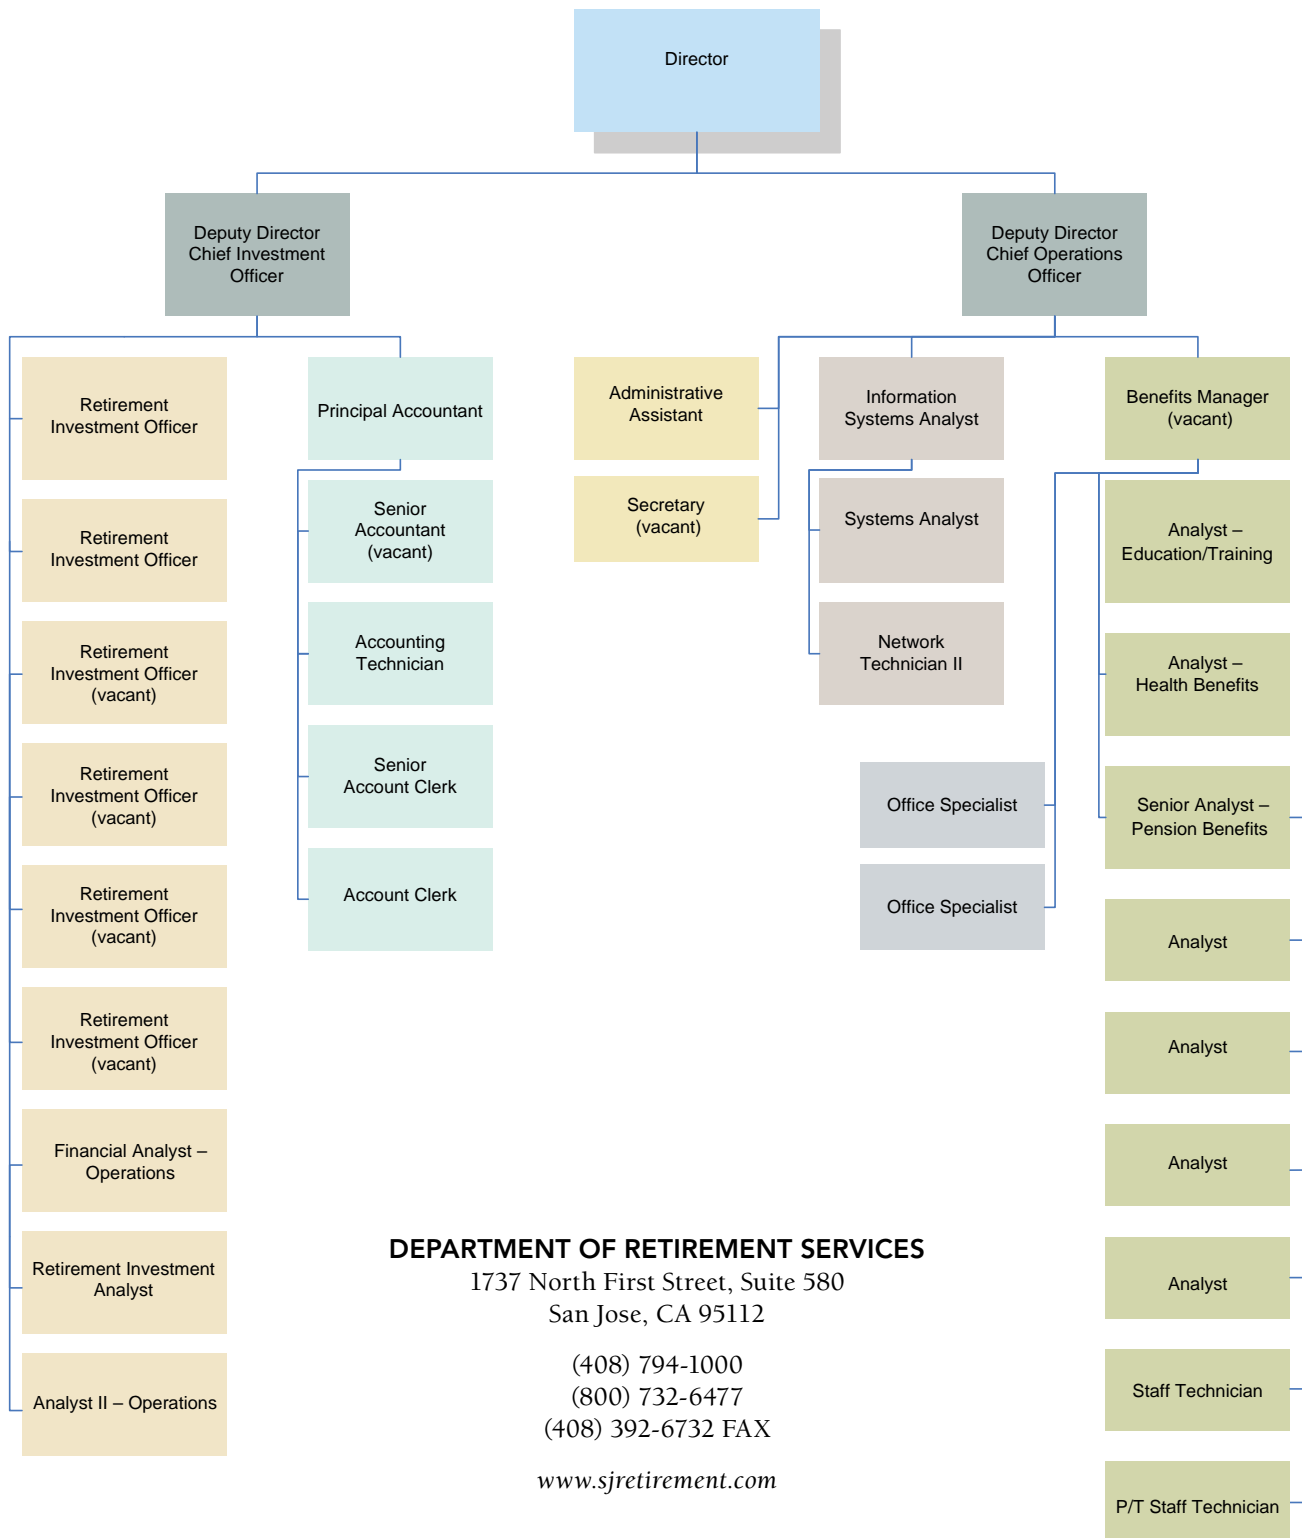 Director
Deputy Director
Chief Investment
Officer
Deputy Director
Chief Operations
Officer
Retirement
Investment Officer
Retirement
Investment Officer
Retirement
Investment Officer
(vacant)
Retirement
Investment Officer
(vacant)
Retirement
Investment Officer
(vacant)
Retirement
Investment Officer
(vacant)
Financial Analyst –
Operations
Retirement Investment
Analyst
Analyst II – Operations
Principal Accountant
Senior
Accountant
(vacant)
Accounting
Technician
Senior
Account Clerk
Account Clerk
Administrative
Assistant
Secretary
(vacant)
Information
Systems Analyst
Systems Analyst
Network
Technician II
Office Specialist
Office Specialist
Benefits Manager
(vacant)
Analyst –
Education/Training
Analyst –
Health Benefits
Senior Analyst –
Pension Benefits
Analyst
Analyst
Analyst
Analyst
Staff Technician
P/T Staff Technician
DEPARTMENT OF RETIREMENT SERVICES
1737 North First Street, Suite 580
San Jose, CA 95112
(408) 794-1000
(800) 732-6477
(408) 392-6732 FAX
www.sjretirement.com